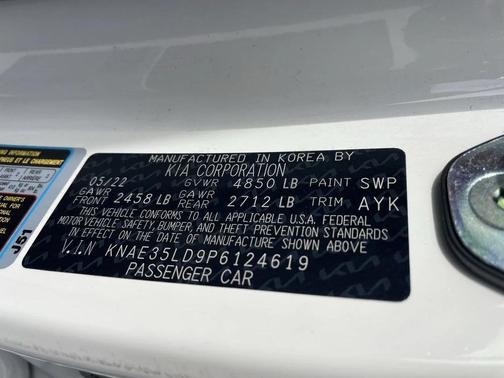 MANUFACTURED IN KOREA BY
KIA CORPORATION
05/22 GVWR 4850 LB PAINT SWP
GAWR FRONT 2458 LB GAWR REAR 2712 LB TRIM AYK
THIS VEHICLE CONFORMS TO ALL APPLICABLE U.S.A. FEDERAL
MOTOR VEHICLE SAFETY, BUMPER, AND THEFT PREVENTION STANDARDS
IN EFFECT ON THE DATE OF MANUFACTURE SHOWN ABOVE.
V.I.N KNAE35LD9P6124619
PASSENGER CAR
J51